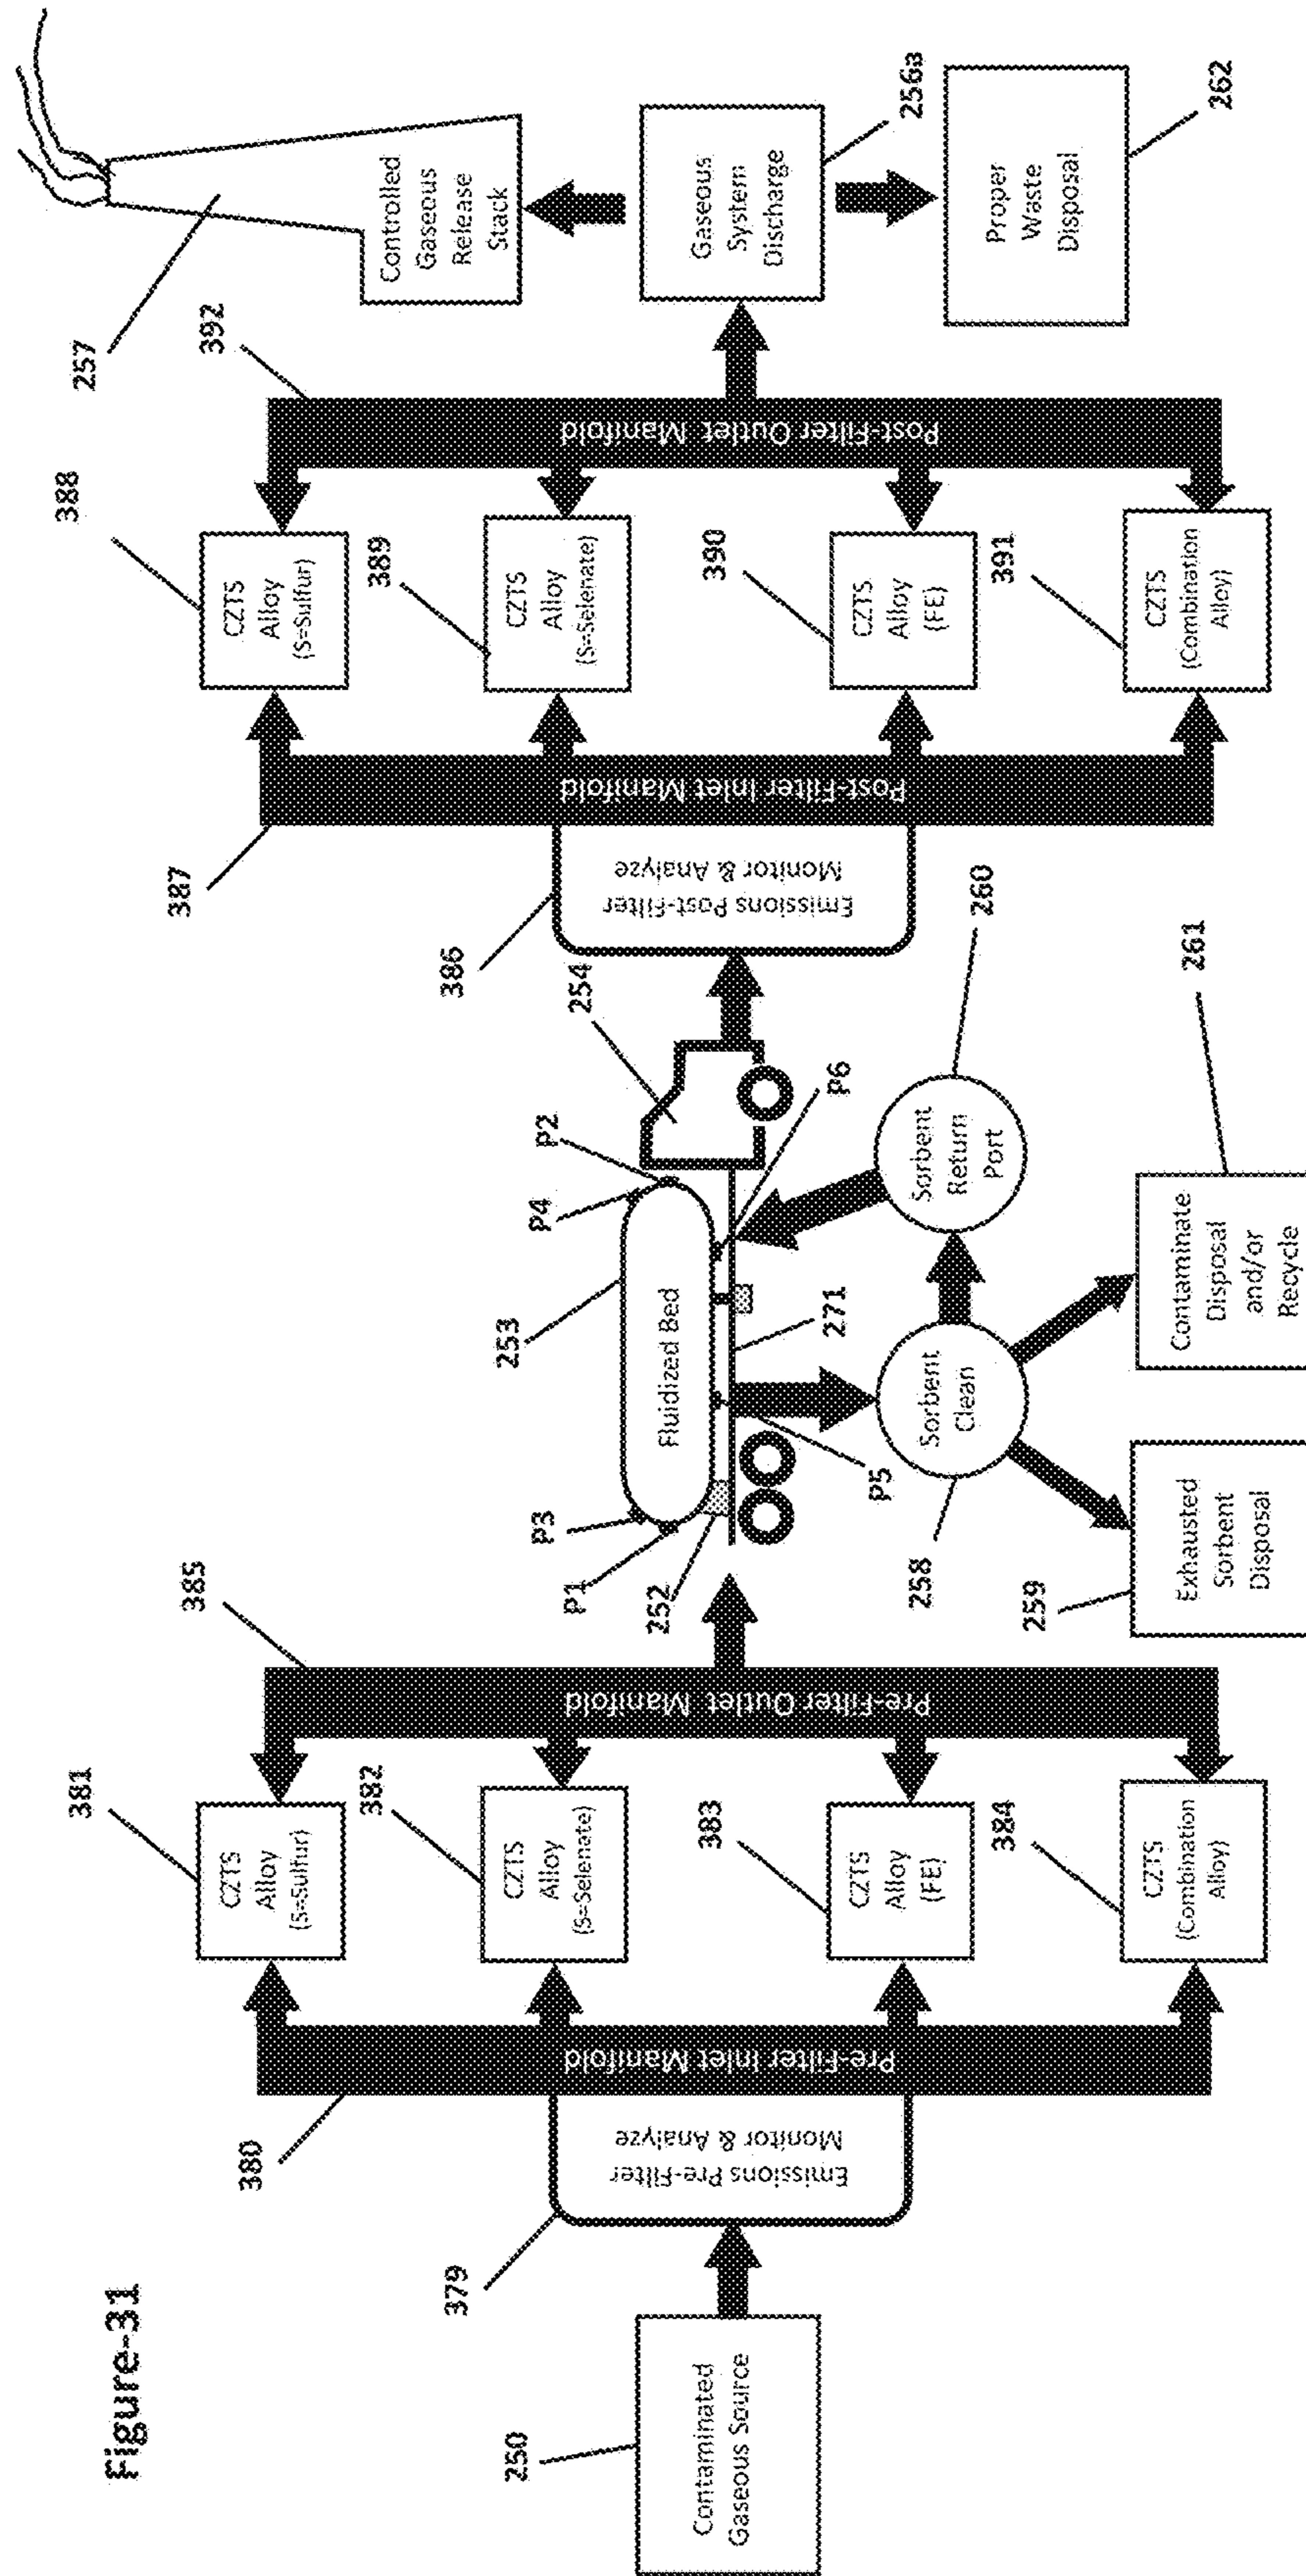 Figure-31
250
Contaminated
Gaseous Source
379
Emissions Pre-Filter
Monitor & Analyze
380
Pre-Filter Inlet Manifold
381
CZTS
Alloy
(S=Sulfur)
382
CZTS
Alloy
(S=Selenate)
383
CZTS
Alloy
(FE)
384
CZTS
(Combination
Alloy)
385
Pre-Filter Outlet Manifold
P3
P1
252
253
Fluidized Bed
P4
P2
254
P5
271
P6
258
Sorbent
Clean
260
Sorbent
Return
Port
259
Exhausted
Sorbent
Disposal
261
Contaminate
Disposal
and/or
Recycle
386
Emissions Post-Filter
Monitor & Analyze
387
Post-Filter Inlet Manifold
388
CZTS
Alloy
(S=Sulfur)
389
CZTS
Alloy
(S=Selenate)
390
CZTS
Alloy
(FE)
391
CZTS
(Combination
Alloy)
392
Post-Filter Outlet Manifold
257
Controlled
Gaseous
Release
Stack
Gaseous
System
Discharge
256a
Proper
Waste
Disposal
262